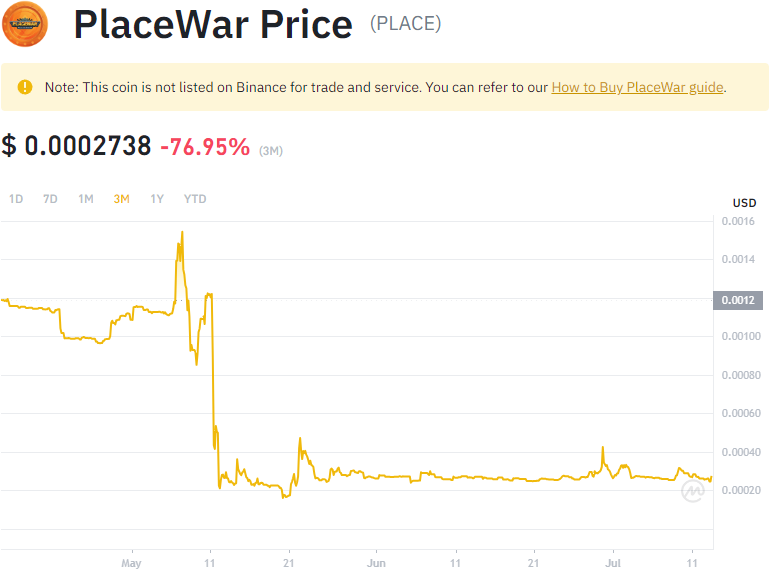 PlaceWar Price (PLACE)
Note: This coin is not listed on Binance for trade and service. You can refer to our How to Buy PlaceWar guide.
$ 0.0002738 -76.95% (3M)
1D 7D 1M 3M 1Y YTD
USD
0.0016
0.0014
0.0012
0.00100
0.00080
0.00060
0.00040
0.00020
May 11 21 Jun 11 21 Jul 11